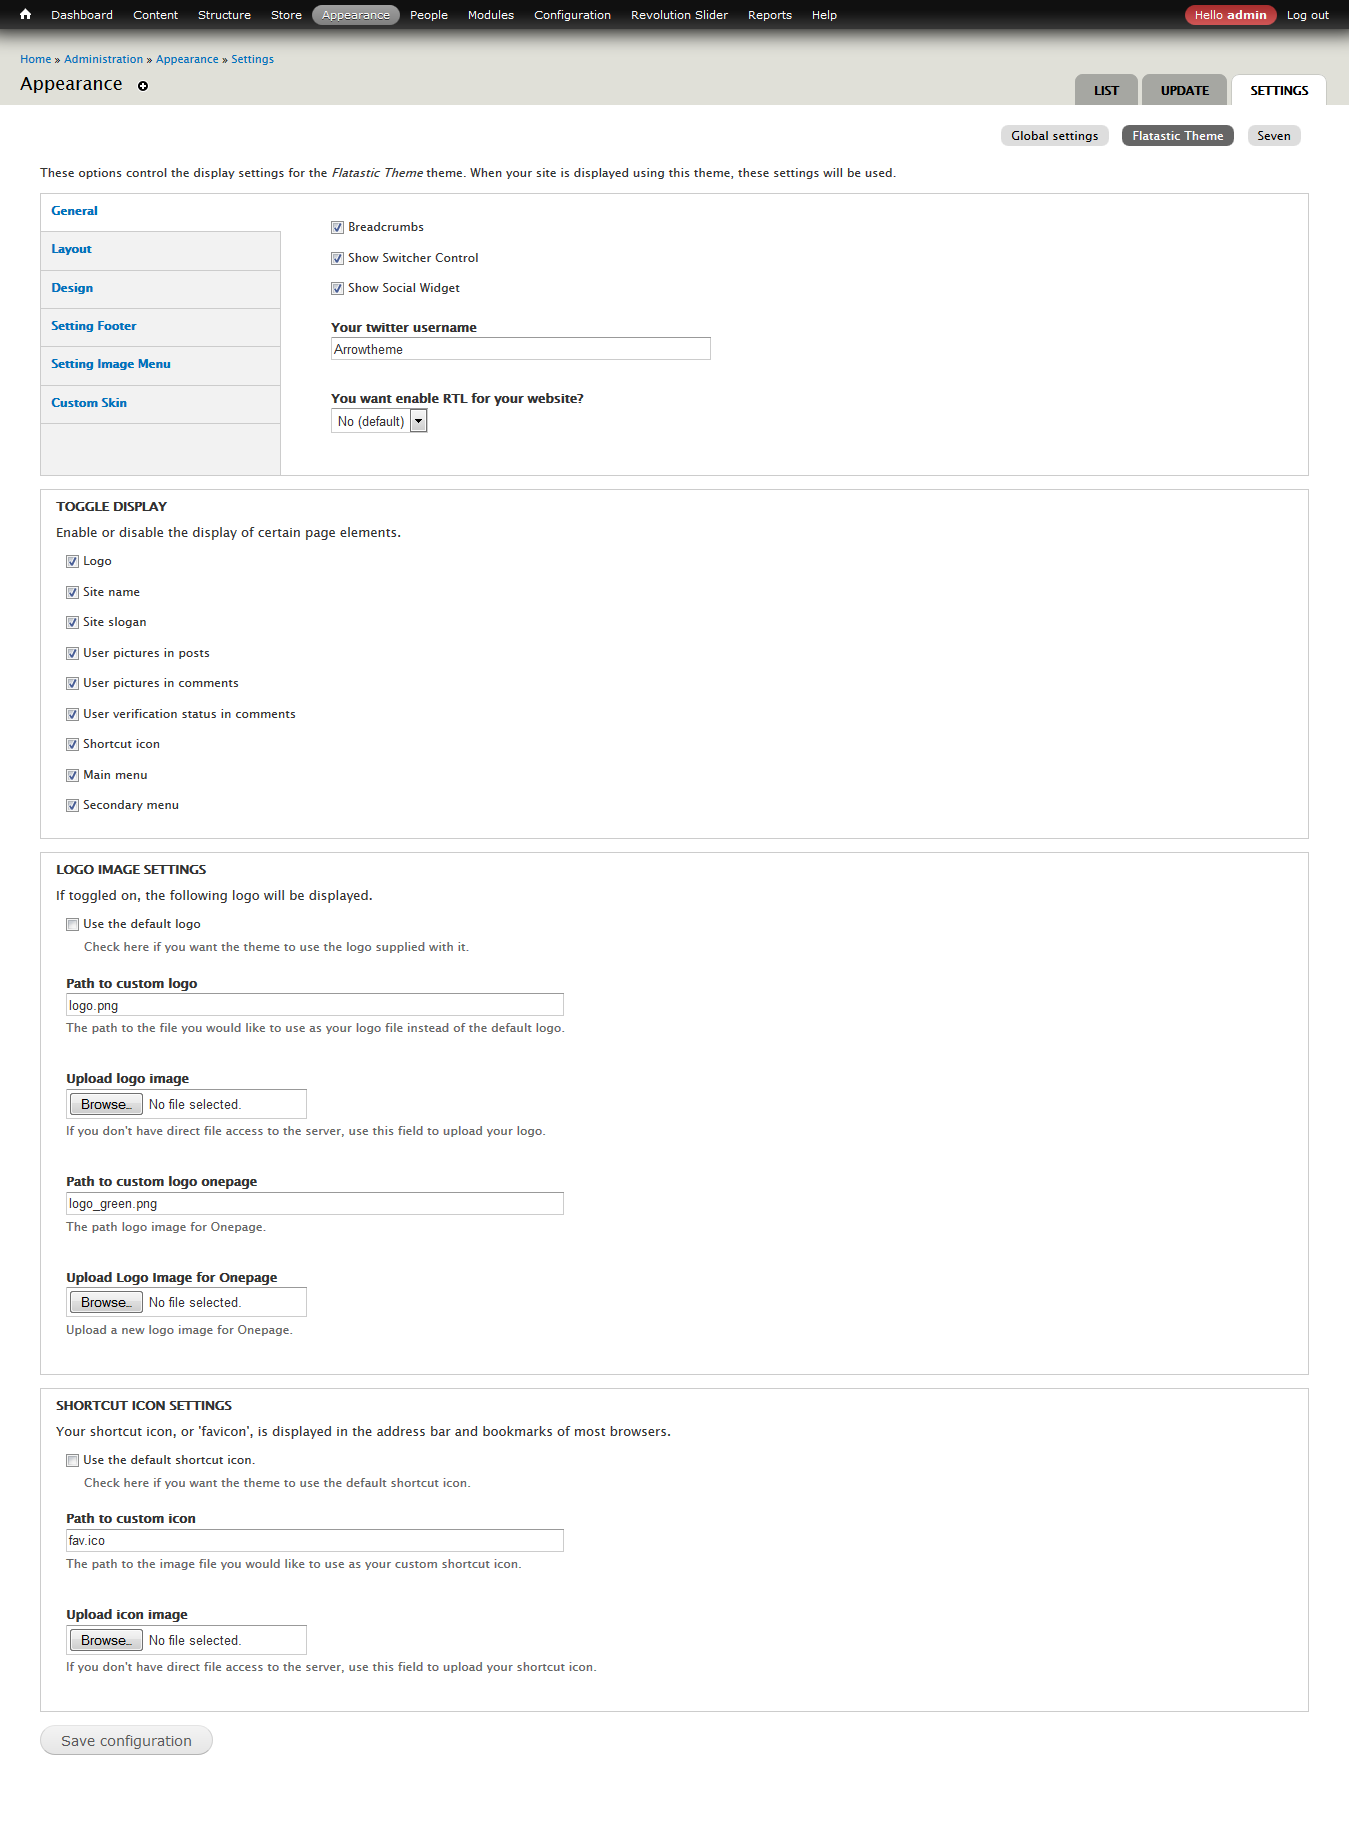 Dashboard Content Structure Store Appearance People Modules Configuration Revolution Slider Reports Help Hello admin Log out
Home » Administration » Appearance » Settings
Appearance
LIST UPDATE SETTINGS
Global settings Flatastic Theme Seven
These options control the display settings for the Flatastic Theme theme. When your site is displayed using this theme, these settings will be used.
General
Layout
Design
Setting Footer
Setting Image Menu
Custom Skin
Breadcrumbs
Show Switcher Control
Show Social Widget
Your twitter username
Arrowtheme
You want enable RTL for your website?
No (default)
TOGGLE DISPLAY
Enable or disable the display of certain page elements.
Logo
Site name
Site slogan
User pictures in posts
User pictures in comments
User verification status in comments
Shortcut icon
Main menu
Secondary menu
LOGO IMAGE SETTINGS
If toggled on, the following logo will be displayed.
Use the default logo
Check here if you want the theme to use the logo supplied with it.
Path to custom logo
logo.png
The path to the file you would like to use as your logo file instead of the default logo.
Upload logo image
Browse... No file selected.
If you don't have direct file access to the server, use this field to upload your logo.
Path to custom logo onepage
logo_green.png
The path logo image for Onepage.
Upload Logo Image for Onepage
Browse... No file selected.
Upload a new logo image for Onepage.
SHORTCUT ICON SETTINGS
Your shortcut icon, or 'favicon', is displayed in the address bar and bookmarks of most browsers.
Use the default shortcut icon.
Check here if you want the theme to use the default shortcut icon.
Path to custom icon
fav.ico
The path to the image file you would like to use as your custom shortcut icon.
Upload icon image
Browse... No file selected.
If you don't have direct file access to the server, use this field to upload your shortcut icon.
Save configuration